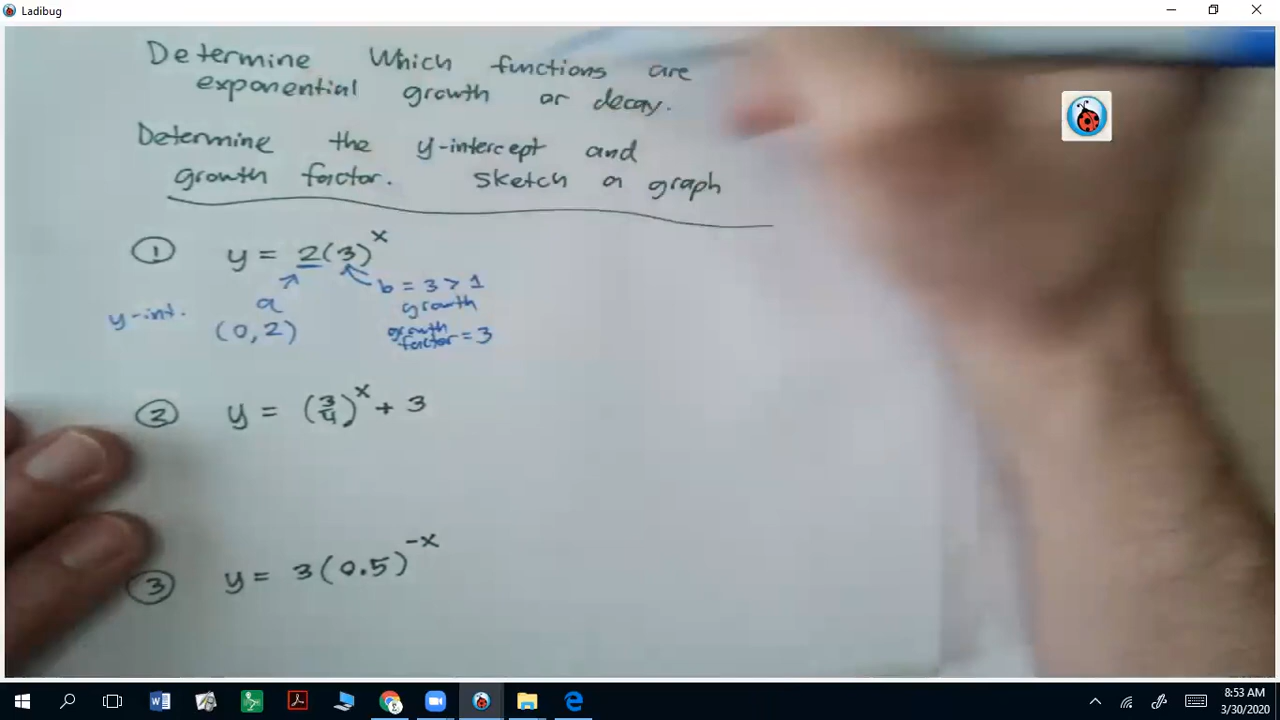 Ladibug
Determine Which functions are
exponential growth or decay.
Determine the y-intercept and
growth factor. Sketch a graph
① y = 2(3)^x
a
b = 3 > 1
growth
y-int.
(0,2)
growth
factor = 3
② y = (3/4)^x + 3
③ y = 3(0.5)^-x
8:53 AM
3/30/2020